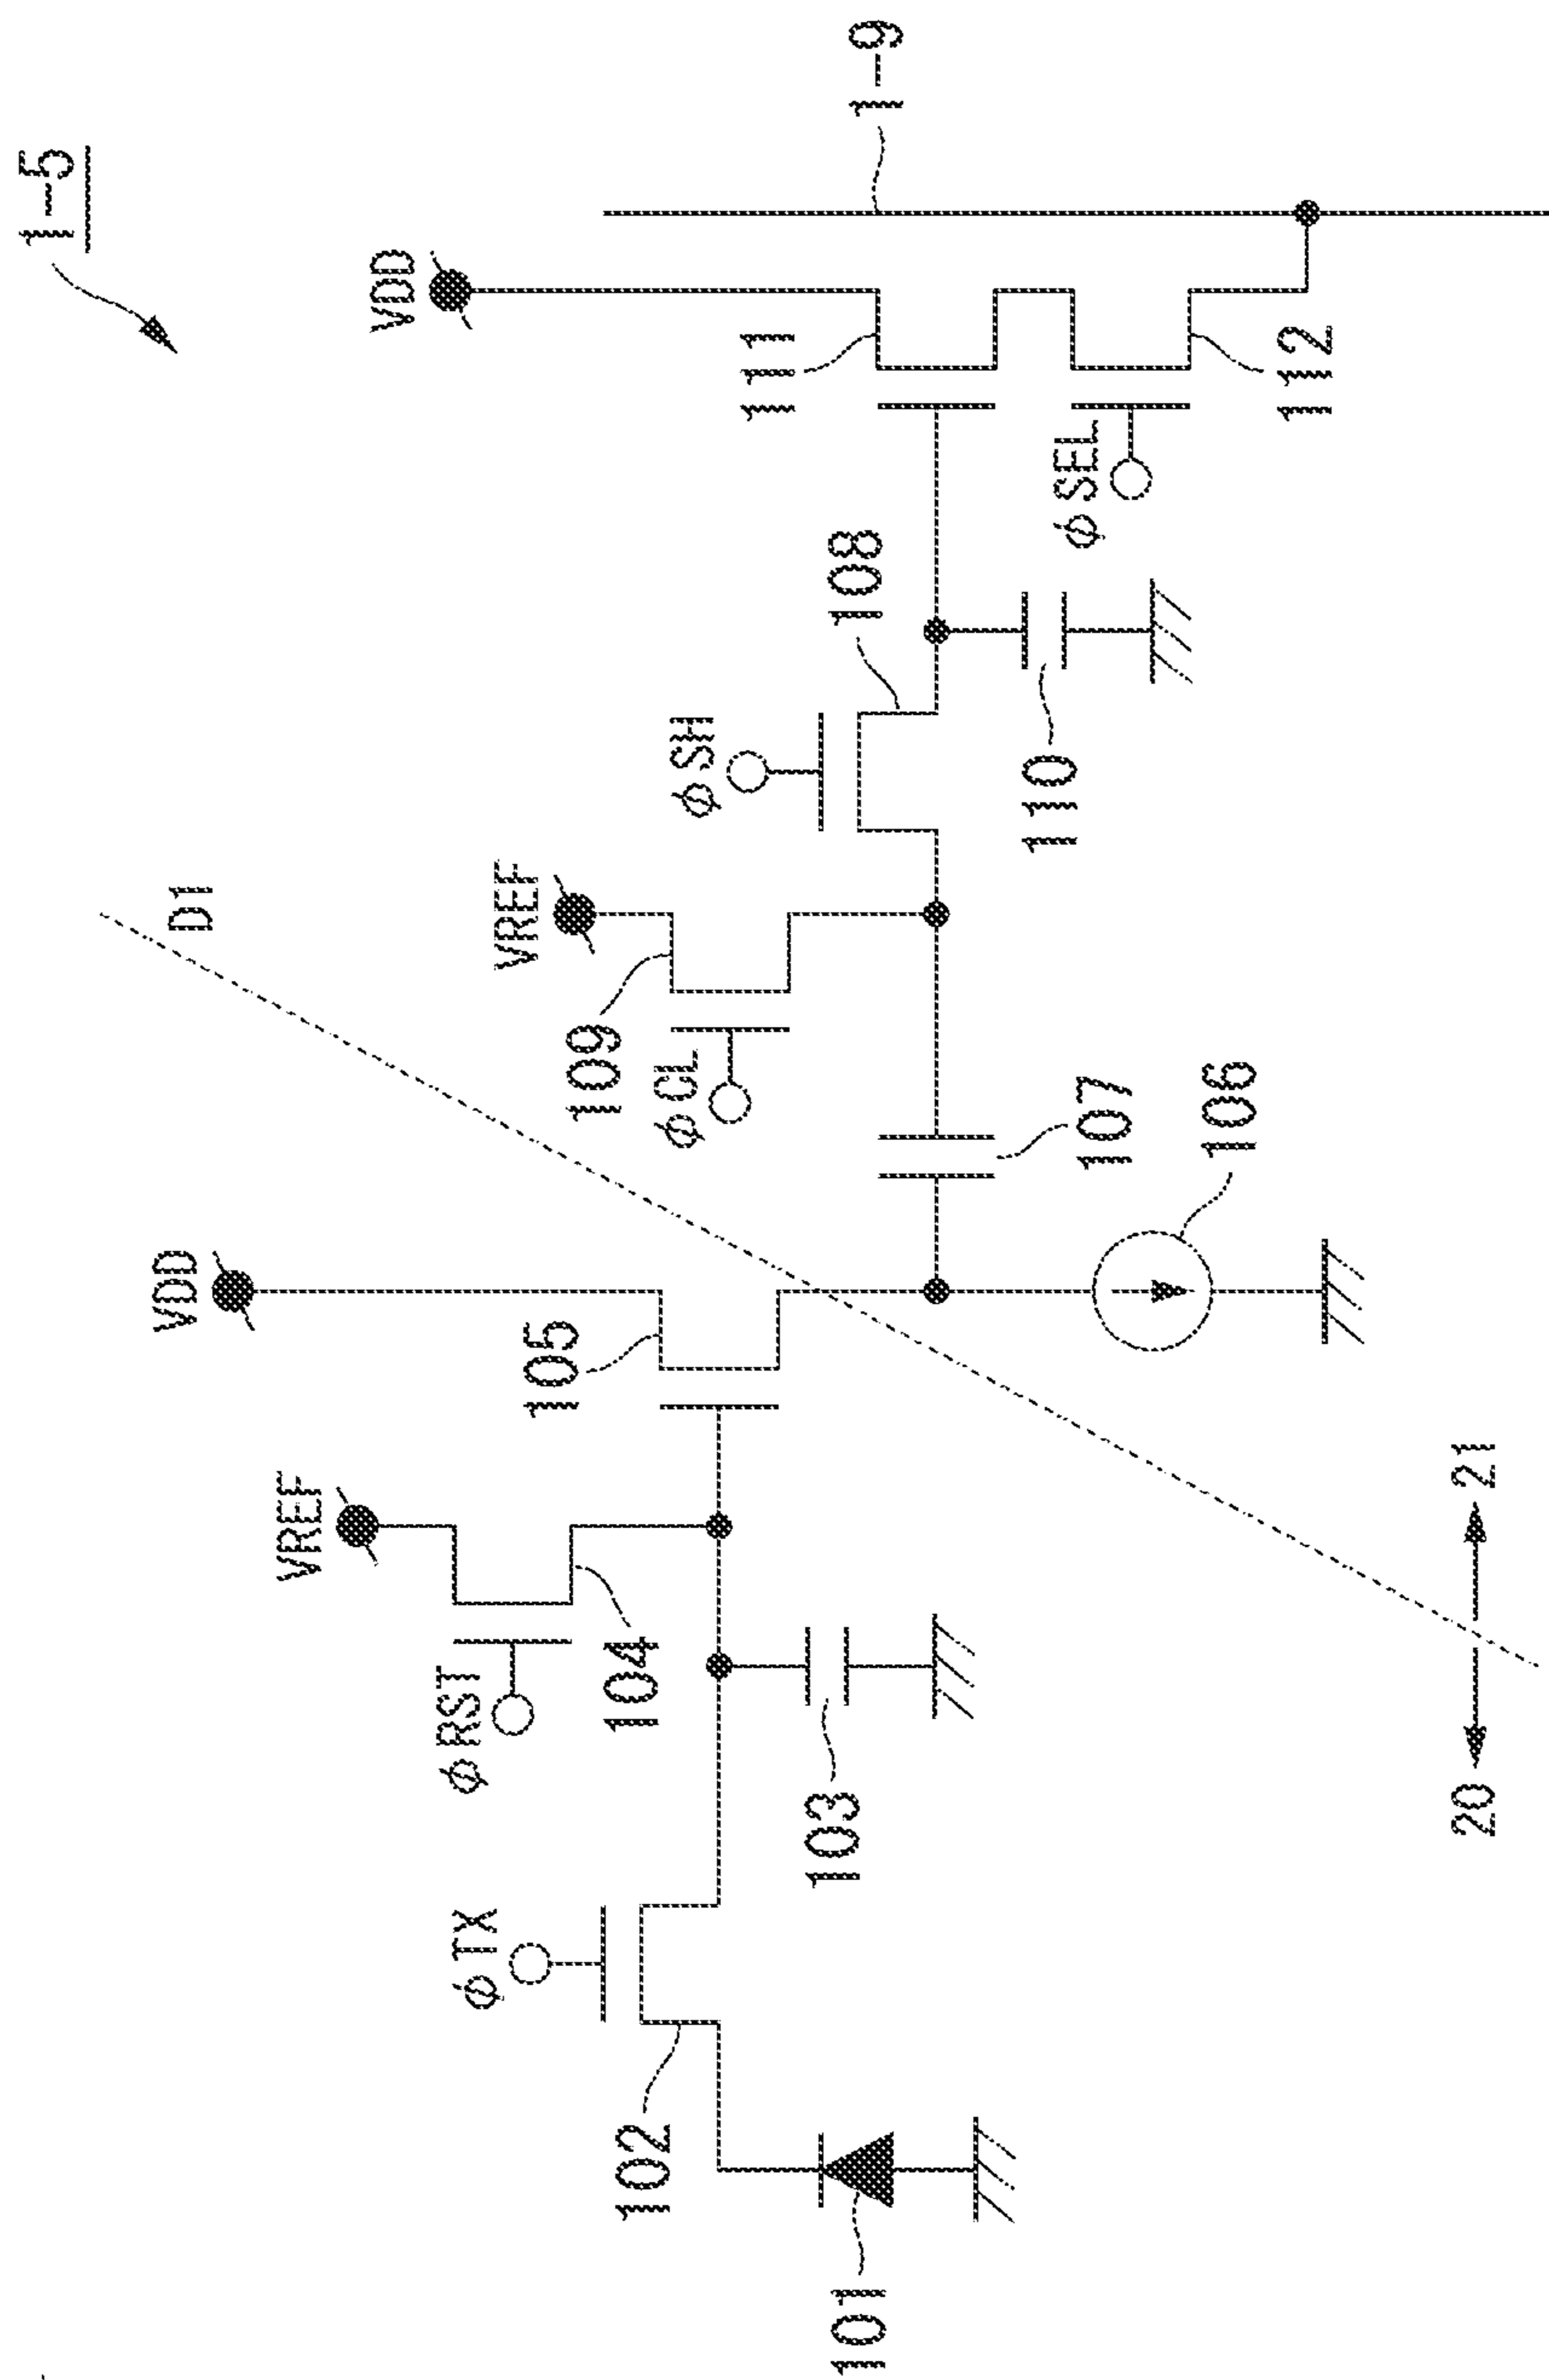 1-5
D1
VDD
VREF
φRST
φTX
101
102
103
104
105
106
107
VREF
φCL
109
φSH
108
110
VDD
111
φSEL
112
1-9
20
21